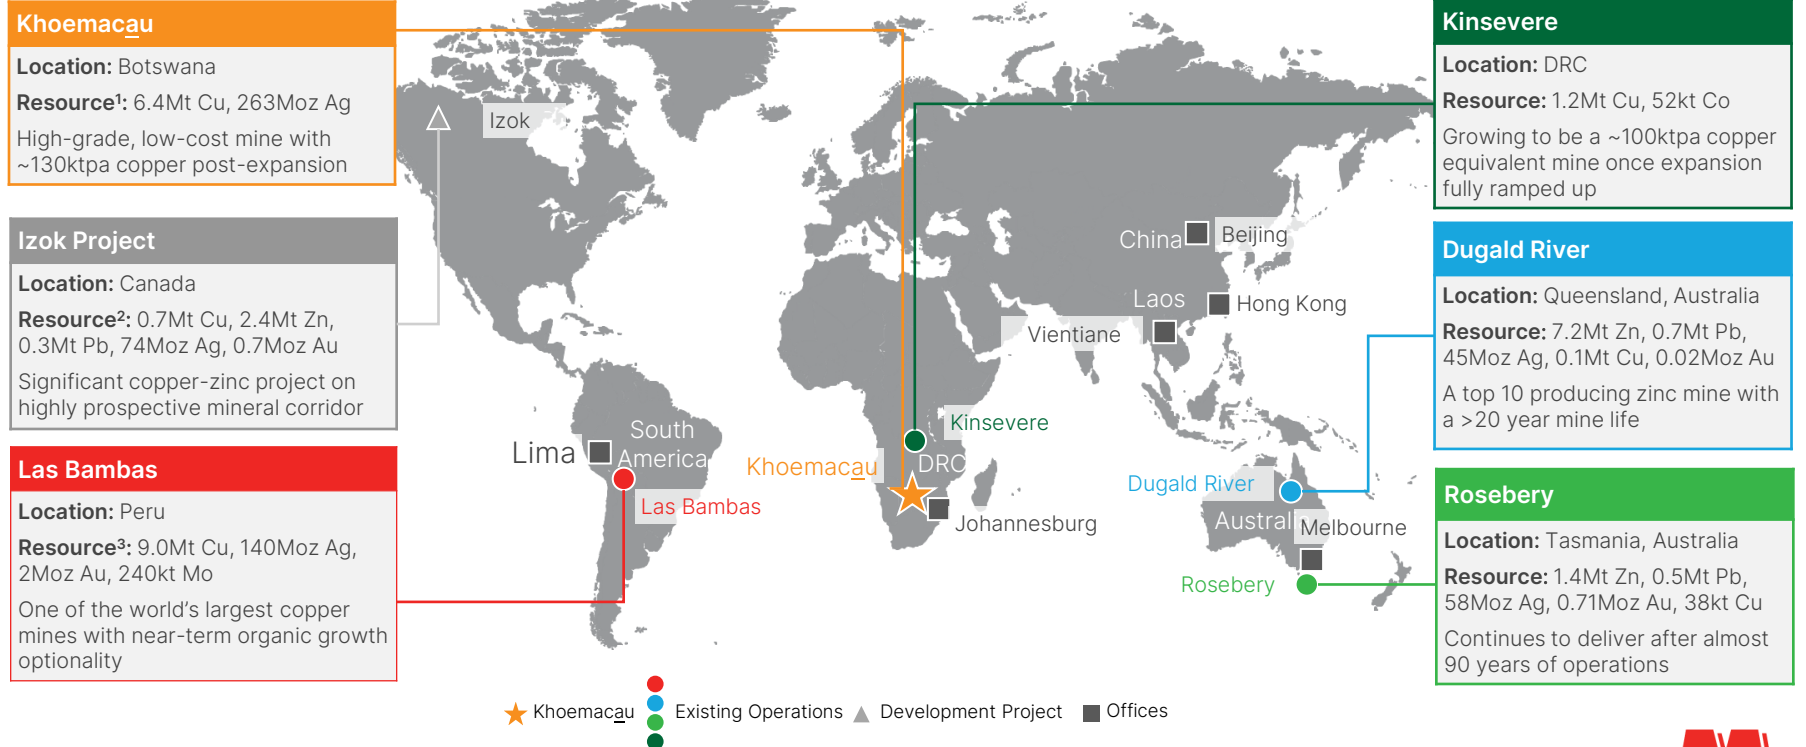 Khoemacau
Location: Botswana
Resource¹: 6.4Mt Cu, 263Moz Ag
High-grade, low-cost mine with
~130ktpa copper post-expansion
Izok Project
Location: Canada
Resource²: 0.7Mt Cu, 2.4Mt Zn,
0.3Mt Pb, 74Moz Ag, 0.7Moz Au
Significant copper-zinc project on
highly prospective mineral corridor
Las Bambas
Location: Peru
Resource³: 9.0Mt Cu, 140Moz Ag,
2Moz Au, 240kt Mo
One of the world's largest copper
mines with near-term organic growth
optionality
Izok
China
Beijing
Laos
Hong Kong
Vientiane
Kinsevere
South
America
Lima
Khoemacau
DRC
Las Bambas
Dugald River
Johannesburg
Australia
Melbourne
Rosebery
Kinsevere
Location: DRC
Resource: 1.2Mt Cu, 52kt Co
Growing to be a ~100ktpa copper
equivalent mine once expansion
fully ramped up
Dugald River
Location: Queensland, Australia
Resource: 7.2Mt Zn, 0.7Mt Pb,
45Moz Ag, 0.1Mt Cu, 0.02Moz Au
A top 10 producing zinc mine with
a >20 year mine life
Rosebery
Location: Tasmania, Australia
Resource: 1.4Mt Zn, 0.5Mt Pb,
58Moz Ag, 0.71Moz Au, 38kt Cu
Continues to deliver after almost
90 years of operations
Khoemacau
Existing Operations
Development Project
Offices